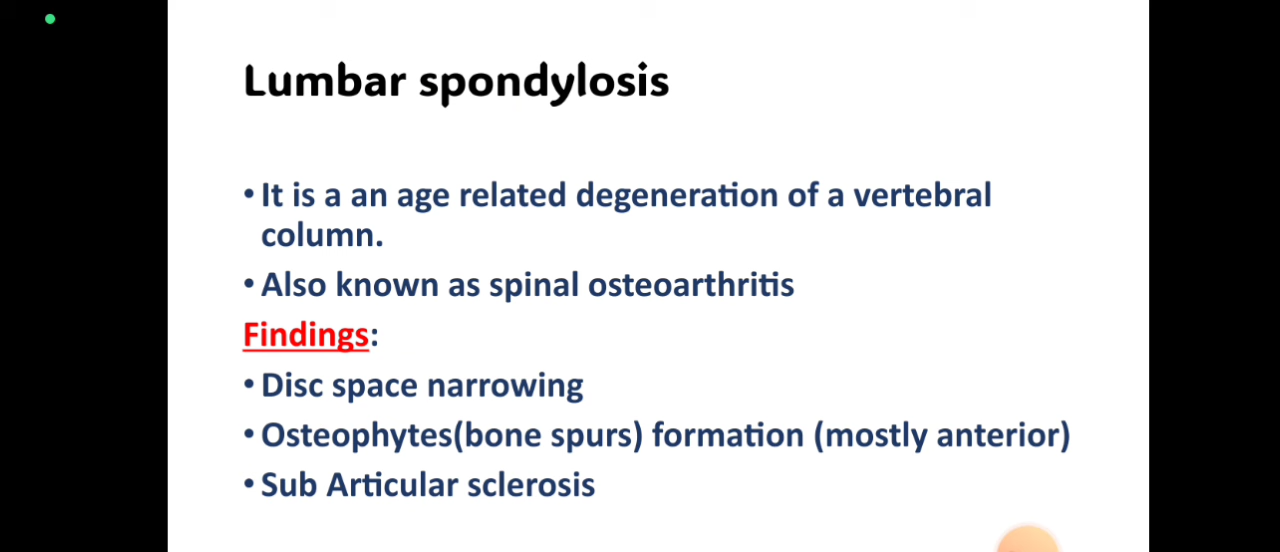 Lumbar spondylosis
• It is a an age related degeneration of a vertebral
column.
• Also known as spinal osteoarthritis
Findings:
• Disc space narrowing
• Osteophytes(bone spurs) formation (mostly anterior)
• Sub Articular sclerosis